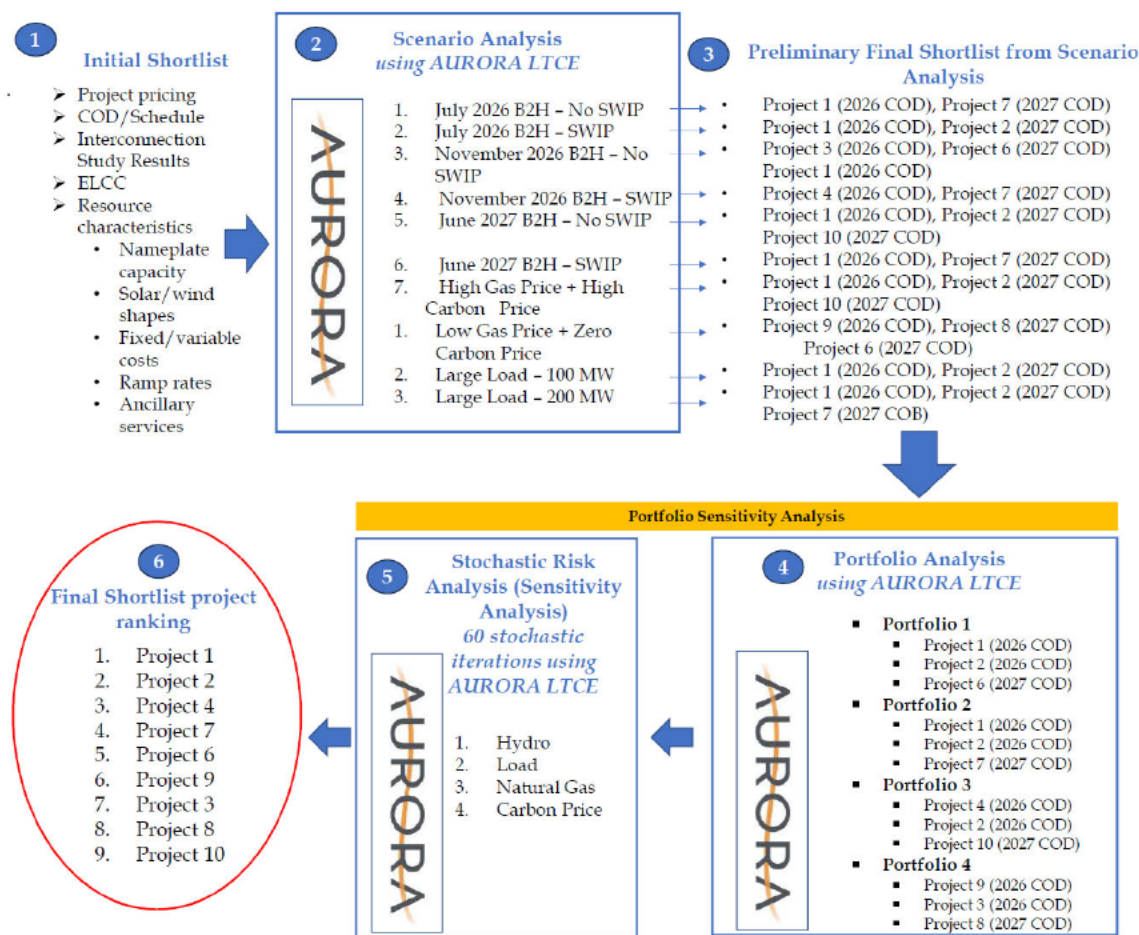 1
Initial Shortlist
➢ Project pricing
➢ COD/Schedule
➢ Interconnection
Study Results
➢ ELCC
➢ Resource
characteristics
• Nameplate
capacity
• Solar/wind
shapes
• Fixed/variable
costs
• Ramp rates
• Ancillary
services
2
Scenario Analysis
using AURORA LTCE
AURORA
1. July 2026 B2H – No SWIP
2. July 2026 B2H – SWIP
3. November 2026 B2H – No
SWIP
4. November 2026 B2H – SWIP
5. June 2027 B2H – No SWIP
6. June 2027 B2H – SWIP
7. High Gas Price + High
Carbon Price
1. Low Gas Price + Zero
Carbon Price
2. Large Load – 100 MW
3. Large Load – 200 MW
3
Preliminary Final Shortlist from Scenario
Analysis
• Project 1 (2026 COD), Project 7 (2027 COD)
• Project 1 (2026 COD), Project 2 (2027 COD)
• Project 3 (2026 COD), Project 6 (2027 COD)
Project 1 (2026 COD)
• Project 4 (2026 COD), Project 7 (2027 COD)
• Project 1 (2026 COD), Project 2 (2027 COD)
Project 10 (2027 COD)
• Project 1 (2026 COD), Project 7 (2027 COD)
• Project 1 (2026 COD), Project 2 (2027 COD)
Project 10 (2027 COD)
• Project 9 (2026 COD), Project 8 (2027 COD)
Project 6 (2027 COD)
• Project 1 (2026 COD), Project 2 (2027 COD)
• Project 1 (2026 COD), Project 2 (2027 COD)
Project 7 (2027 COB)
Portfolio Sensitivity Analysis
4
Portfolio Analysis
using AURORA LTCE
AURORA
▪ Portfolio 1
▪ Project 1 (2026 COD)
▪ Project 2 (2026 COD)
▪ Project 6 (2027 COD)
▪ Portfolio 2
▪ Project 1 (2026 COD)
▪ Project 2 (2026 COD)
▪ Project 7 (2027 COD)
▪ Portfolio 3
▪ Project 4 (2026 COD)
▪ Project 2 (2026 COD)
▪ Project 10 (2027 COD)
▪ Portfolio 4
▪ Project 9 (2026 COD)
▪ Project 3 (2026 COD)
▪ Project 8 (2027 COD)
5
Stochastic Risk
Analysis (Sensitivity
Analysis)
60 stochastic
iterations using
AURORA LTCE
AURORA
1. Hydro
2. Load
3. Natural Gas
4. Carbon Price
6
Final Shortlist project
ranking
1. Project 1
2. Project 2
3. Project 4
4. Project 7
5. Project 6
6. Project 9
7. Project 3
8. Project 8
9. Project 10